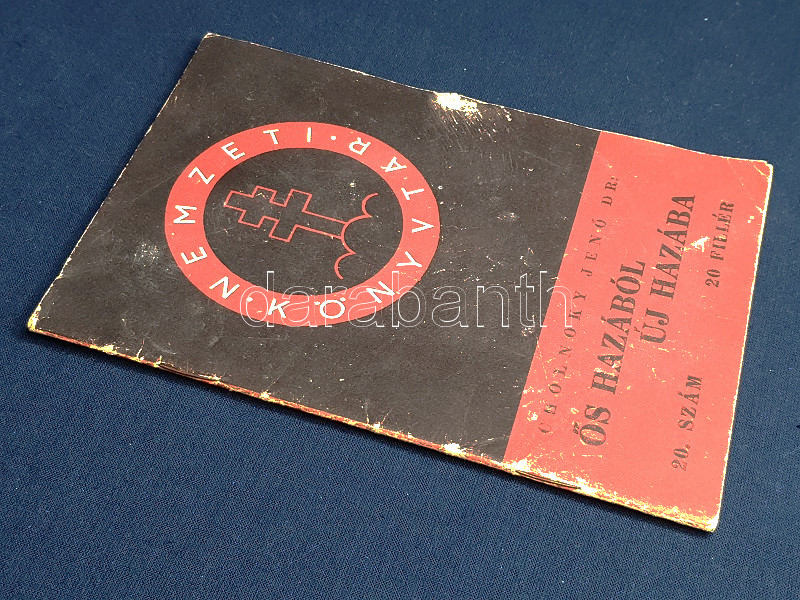 NEMZETI · KÖNYVTÁR ·
CHOLNOKY JENŐ DR:
ŐS HAZÁBÓL
ÚJ HAZÁBA
20. SZÁM
20 FILLÉR
darabanth